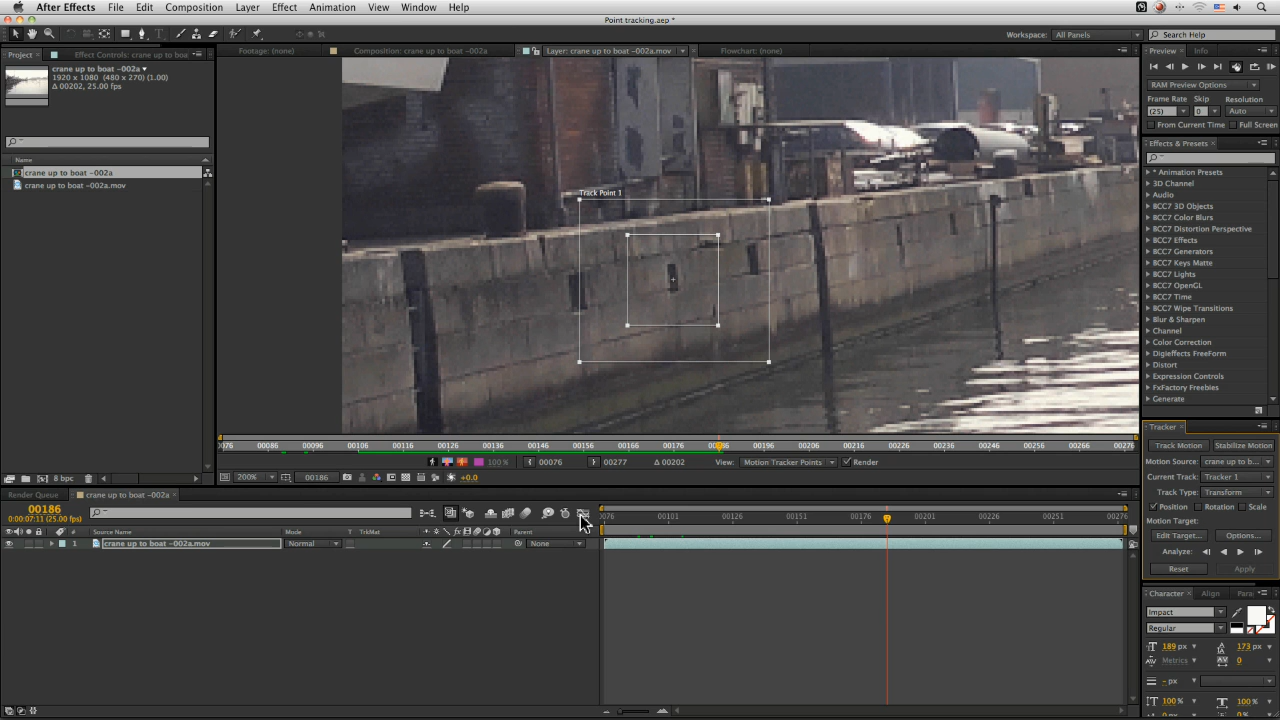 After Effects File Edit Composition Layer Effect Animation View Window Help
Point tracking.aep *
Workspace: All Panels Search Help
Project Effect Controls: crane up to boa
Footage: (none) Composition: crane up to boat -002a Layer: crane up to boat -002a.mov Flowchart: (none)
Preview Info
crane up to boat -002a
1920 x 1080 (480 x 270) (1.00)
Δ 00202, 25.00 fps
Name
crane up to boat -002a
crane up to boat -002a.mov
8 bpc
Track Point 1
RAM Preview Options
Frame Rate Skip Resolution
(25) 0 Auto
From Current Time Full Screen
Effects & Presets
* Animation Presets
3D Channel
Audio
BCC7 3D Objects
BCC7 Color Blurs
BCC7 Distortion Perspective
BCC7 Effects
BCC7 Generators
BCC7 Keys Matte
BCC7 Lights
BCC7 OpenGL
BCC7 Time
BCC7 Wipe Transitions
Blur & Sharpen
Channel
Color Correction
Digieffects FreeForm
Distort
Expression Controls
FxFactory Freebies
Generate
0076 00086 00096 00106 00116 00126 00136 00146 00156 00166 00176 00186 00196 00206 00216 00226 00236 00246 00256 00266 00276
100% 00076 00277 Δ 00202 View: Motion Tracker Points Render
200% 00186 +0.0
Tracker
Track Motion Stabilize Motion
Motion Source: crane up to b...
Current Track: Tracker 1
Track Type: Transform
Position Rotation Scale
Motion Target:
Edit Target... Options...
Analyze:
Reset Apply
Render Queue crane up to boat -002a
00186
0:00:07:11 (25.00 fps)
076 00101 00126 00151 00176 00201 00226 00251 00276
# Source Name Mode T TrkMat Parent
1 crane up to boat -002a.mov Normal None
Character Align Para
Impact
Regular
189 px 173 px
Metrics 0
- px
100 % 100 %
0 px 0 %